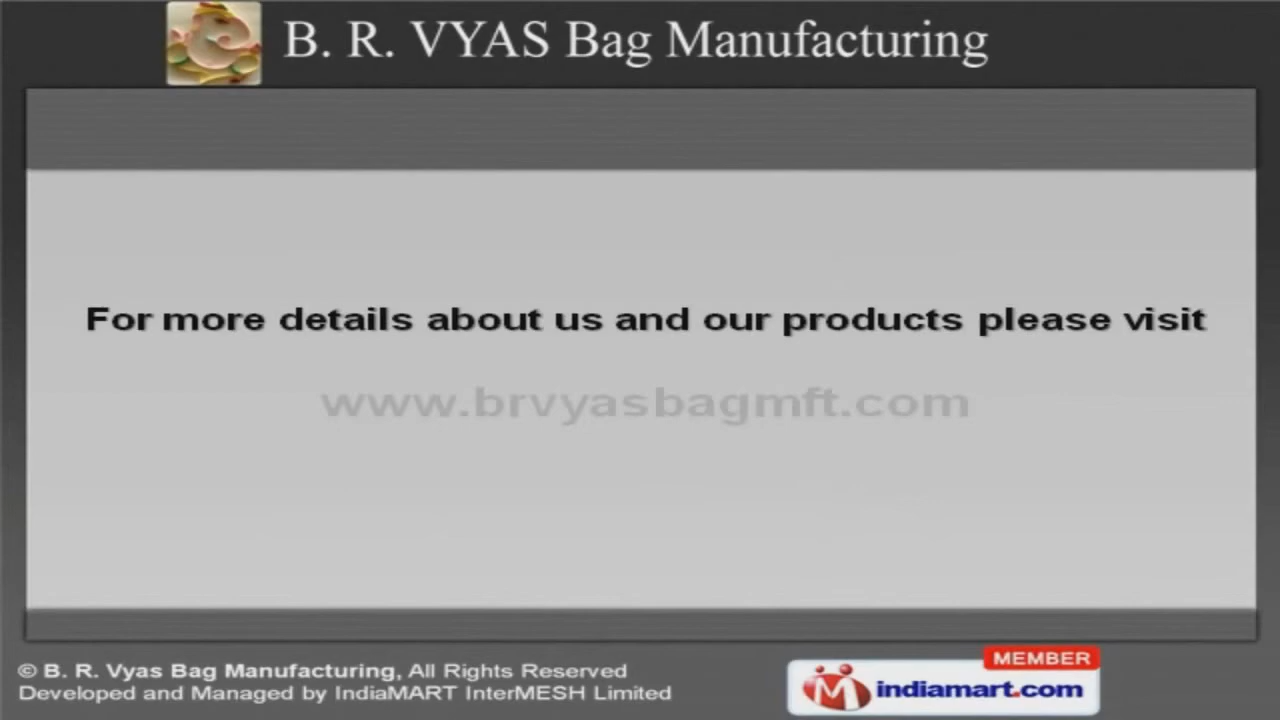 B. R. VYAS Bag Manufacturing
For more details about us and our products please visit
www.brvyasbagmft.com
© B. R. Vyas Bag Manufacturing, All Rights Reserved
Developed and Managed by IndiaMART InterMESH Limited
MEMBER
indiamart.com